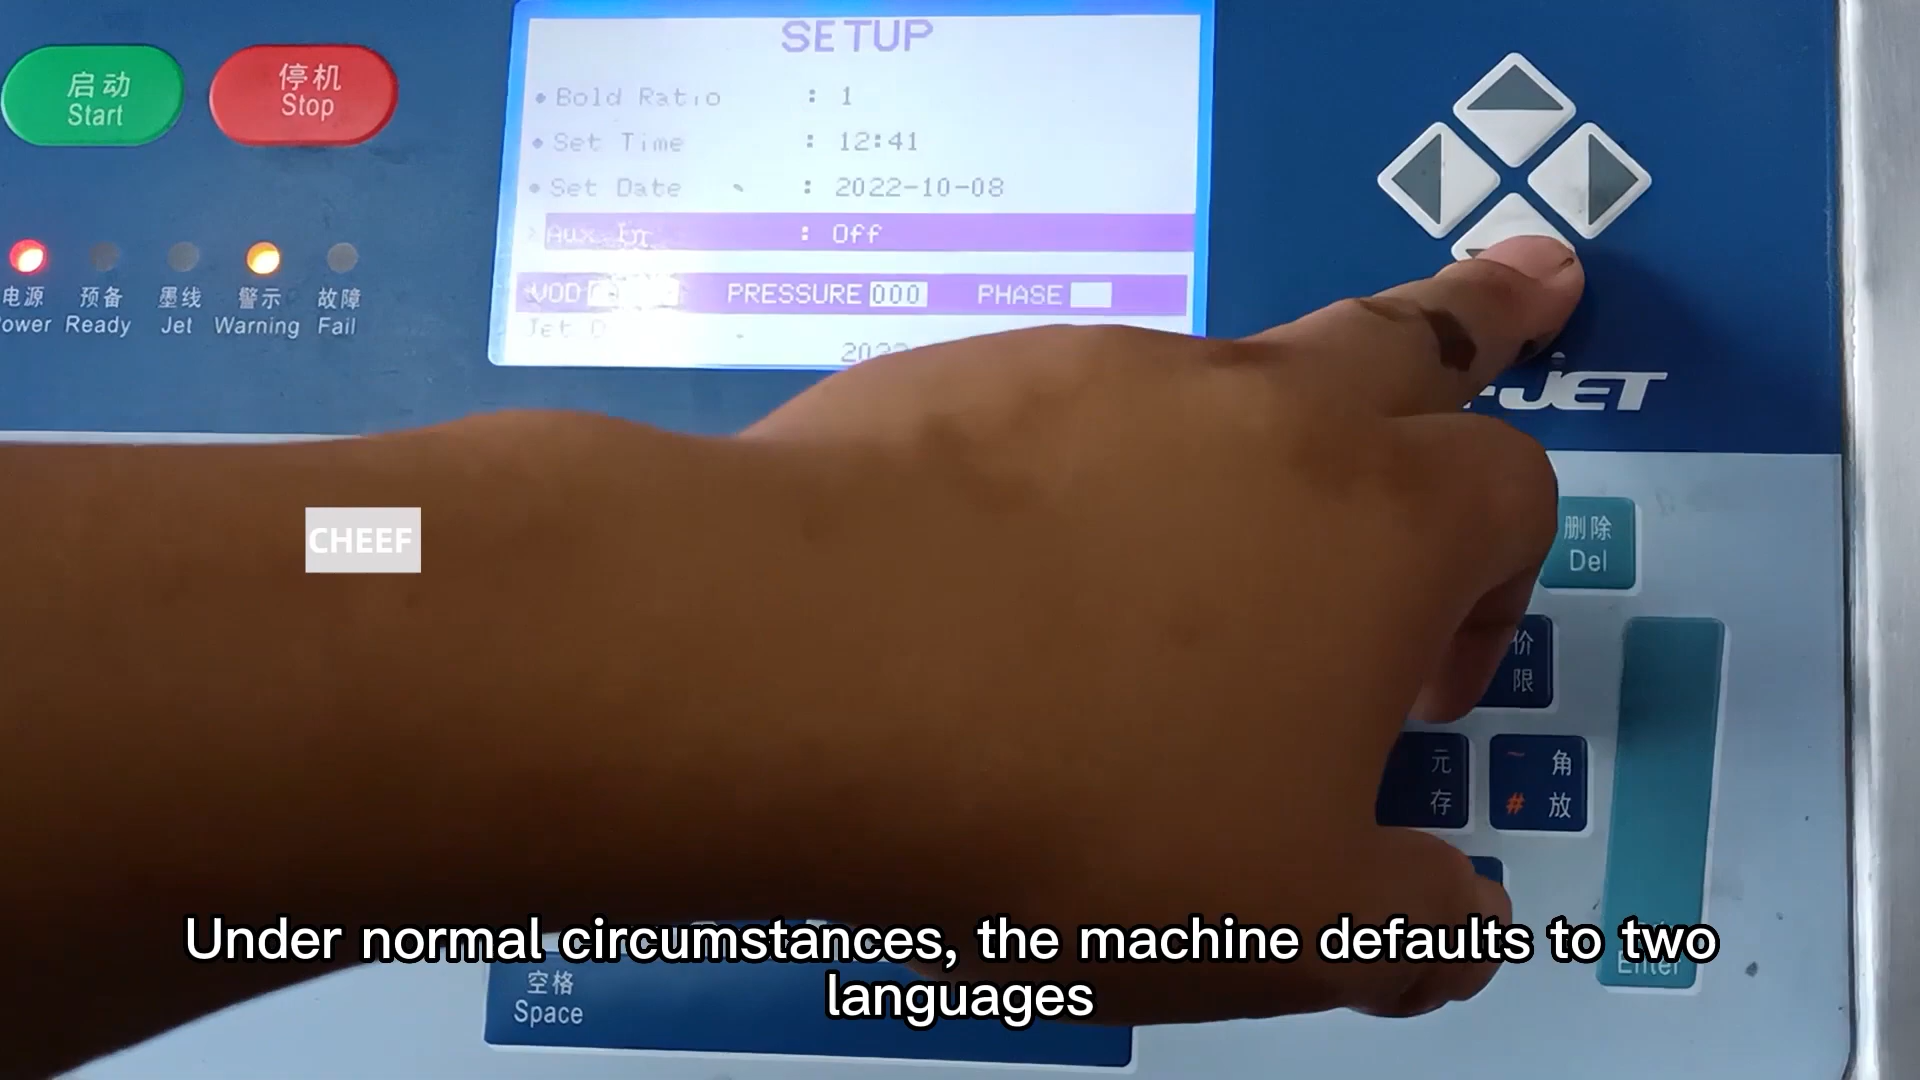 SETUP
启动
Start
停机
Stop
Bold Ratio : 1
Set Time : 12:41
Set Date : 2022-10-08
Aux In : Off
VOD PRESSURE 000 PHASE
电源
预备
墨线
警示
故障
Ready
Jet
Warning
Fail
-JET
CHEEF
删除
Del
价
限
元
存
~ 角
# 放
Enter
空格
Space
Under normal circumstances, the machine defaults to two
languages